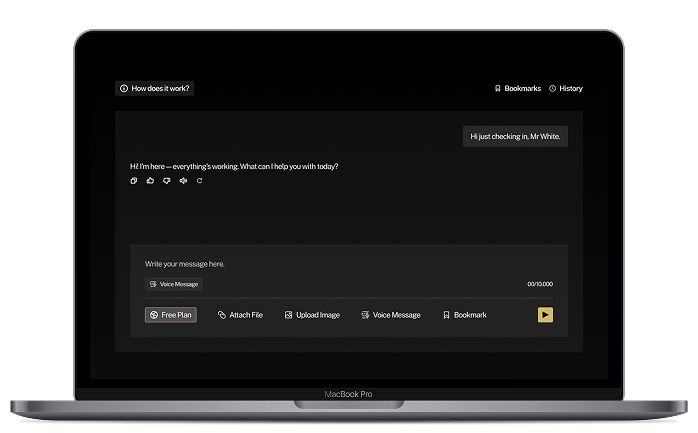 How does it work?
Bookmarks
History
Hi just checking in, Mr White.
Hi! I'm here — everything's working. What can I help you with today?
Write your message here.
Voice Message
00/10.000
Free Plan
Attach File
Upload Image
Voice Message
Bookmark
MacBook Pro